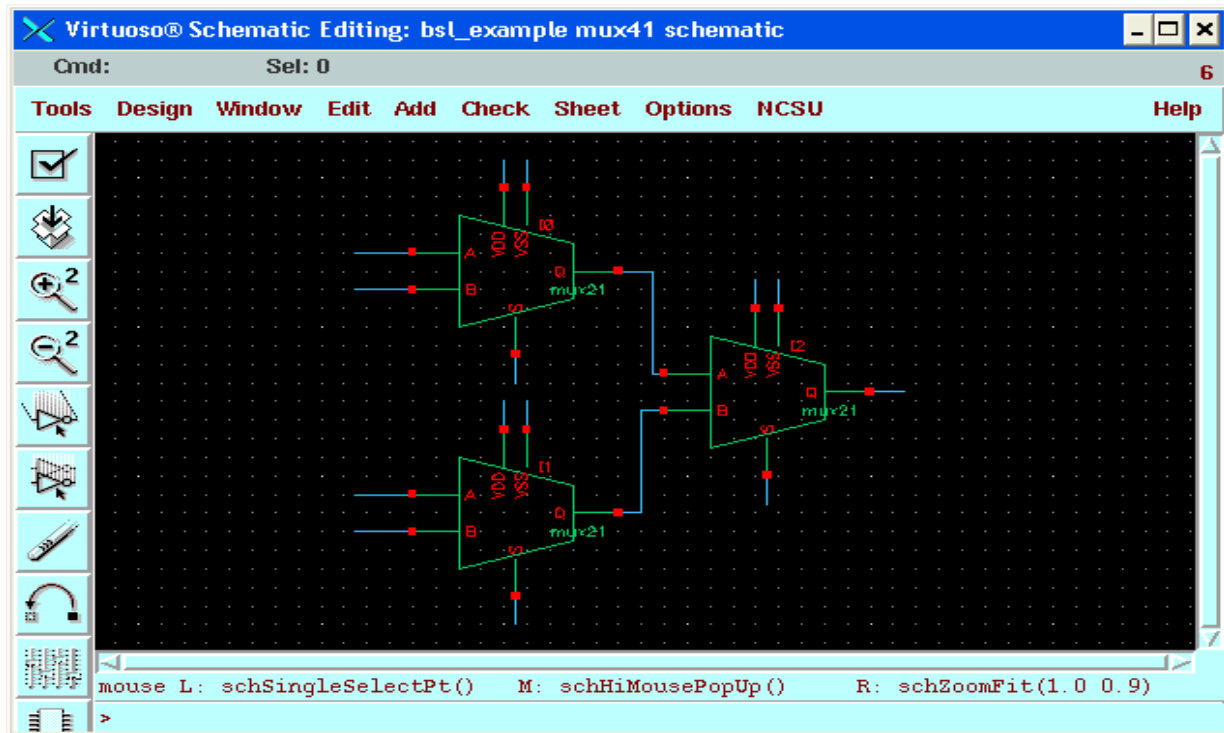 Virtuoso® Schematic Editing: bsl_example mux41 schematic
Cmd: Sel: 0 6
Tools Design Window Edit Add Check Sheet Options NCSU Help
2
2
VDD VSS I0
A
Q
B mux21
S
VDD VSS I2
A
Q
B mux21
S
VDD VSS I1
A
Q
B mux21
S
mouse L: schSingleSelectPt() M: schHiMousePopUp() R: schZoomFit(1.0 0.9)
>